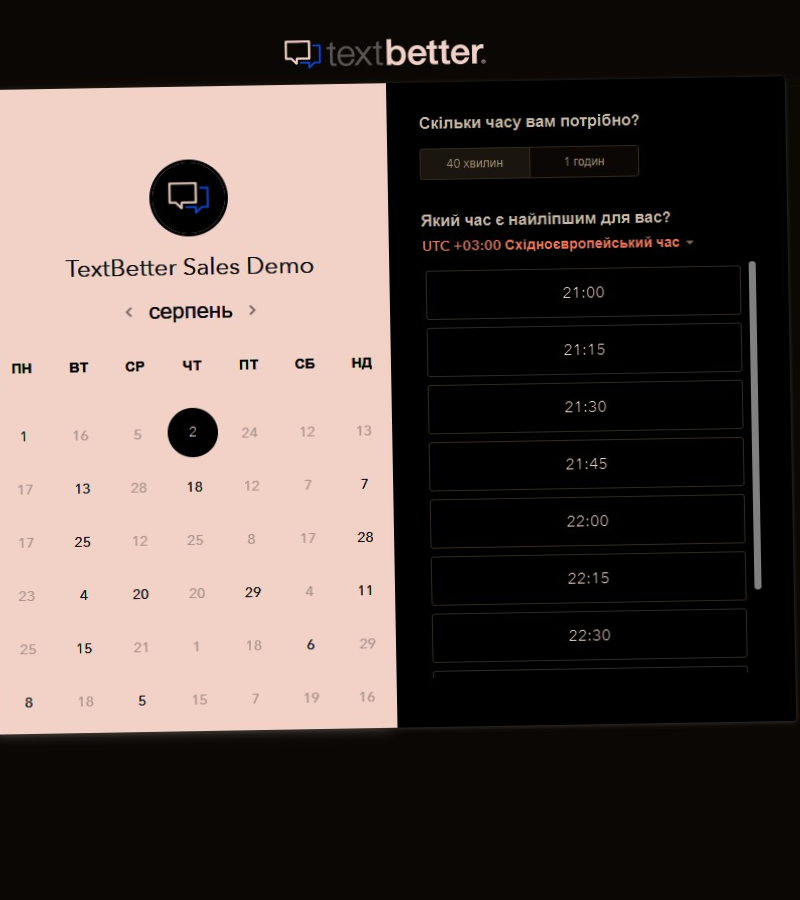 textbetter.
TextBetter Sales Demo
серпень
ПН ВТ СР ЧТ ПТ СБ НД
1 16 5 2 24 12 13
17 13 28 18 12 7 7
17 25 12 25 8 17 28
23 4 20 20 29 4 11
25 15 21 1 18 6 29
8 18 5 15 7 19 16
Скільки часу вам потрібно?
40 хвилин 1 годин
Який час є найліпшим для вас?
UTC +03:00 Східноєвропейський час
21:00
21:15
21:30
21:45
22:00
22:15
22:30